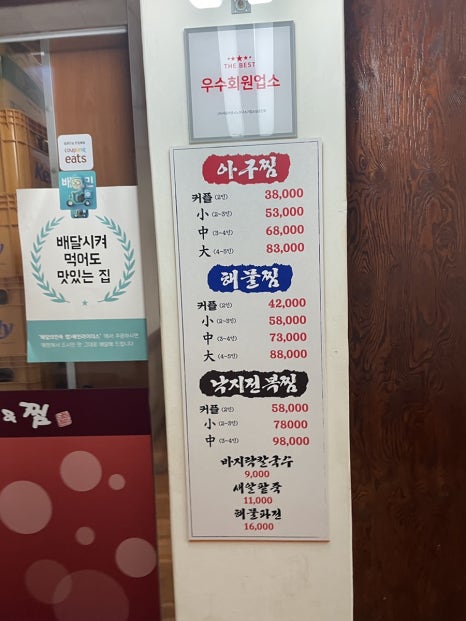 THE BEST
우수회원업소
아구찜
커플(2인) 38,000
小(2~3인) 53,000
中(3~4인) 68,000
大(4~5인) 83,000
해물찜
커플(2인) 42,000
小(2~3인) 58,000
中(3~4인) 73,000
大(4~5인) 88,000
낙지전복찜
커플(2인) 58,000
小(2~3인) 78000
中(3~4인) 98,000
바지락칼국수
9,000
새알팥죽
11,000
해물파전
16,000
coupang
eats
배달시켜
먹어도
맛있는 집
& 찜